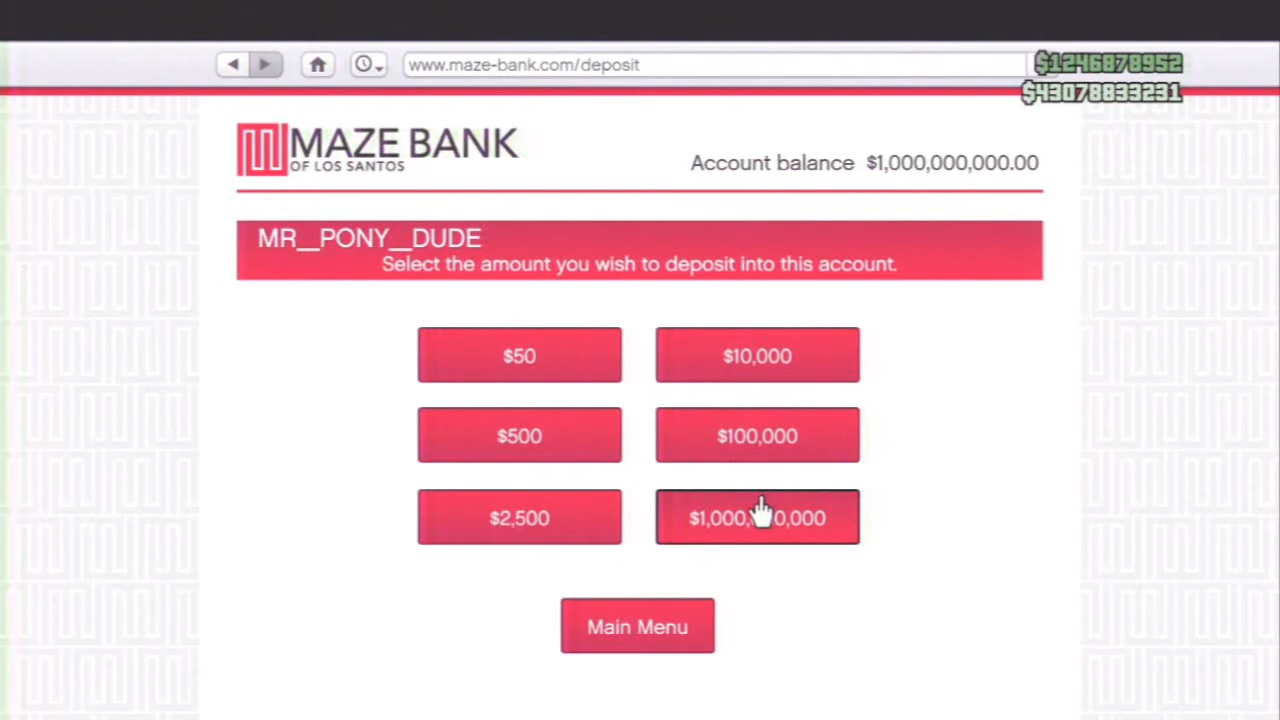 www.maze-bank.com/deposit
$1246878952
$43078833231
MAZE BANK
OF LOS SANTOS
Account balance $1,000,000,000.00
MR__PONY__DUDE
Select the amount you wish to deposit into this account.
$50
$10,000
$500
$100,000
$2,500
Main Menu